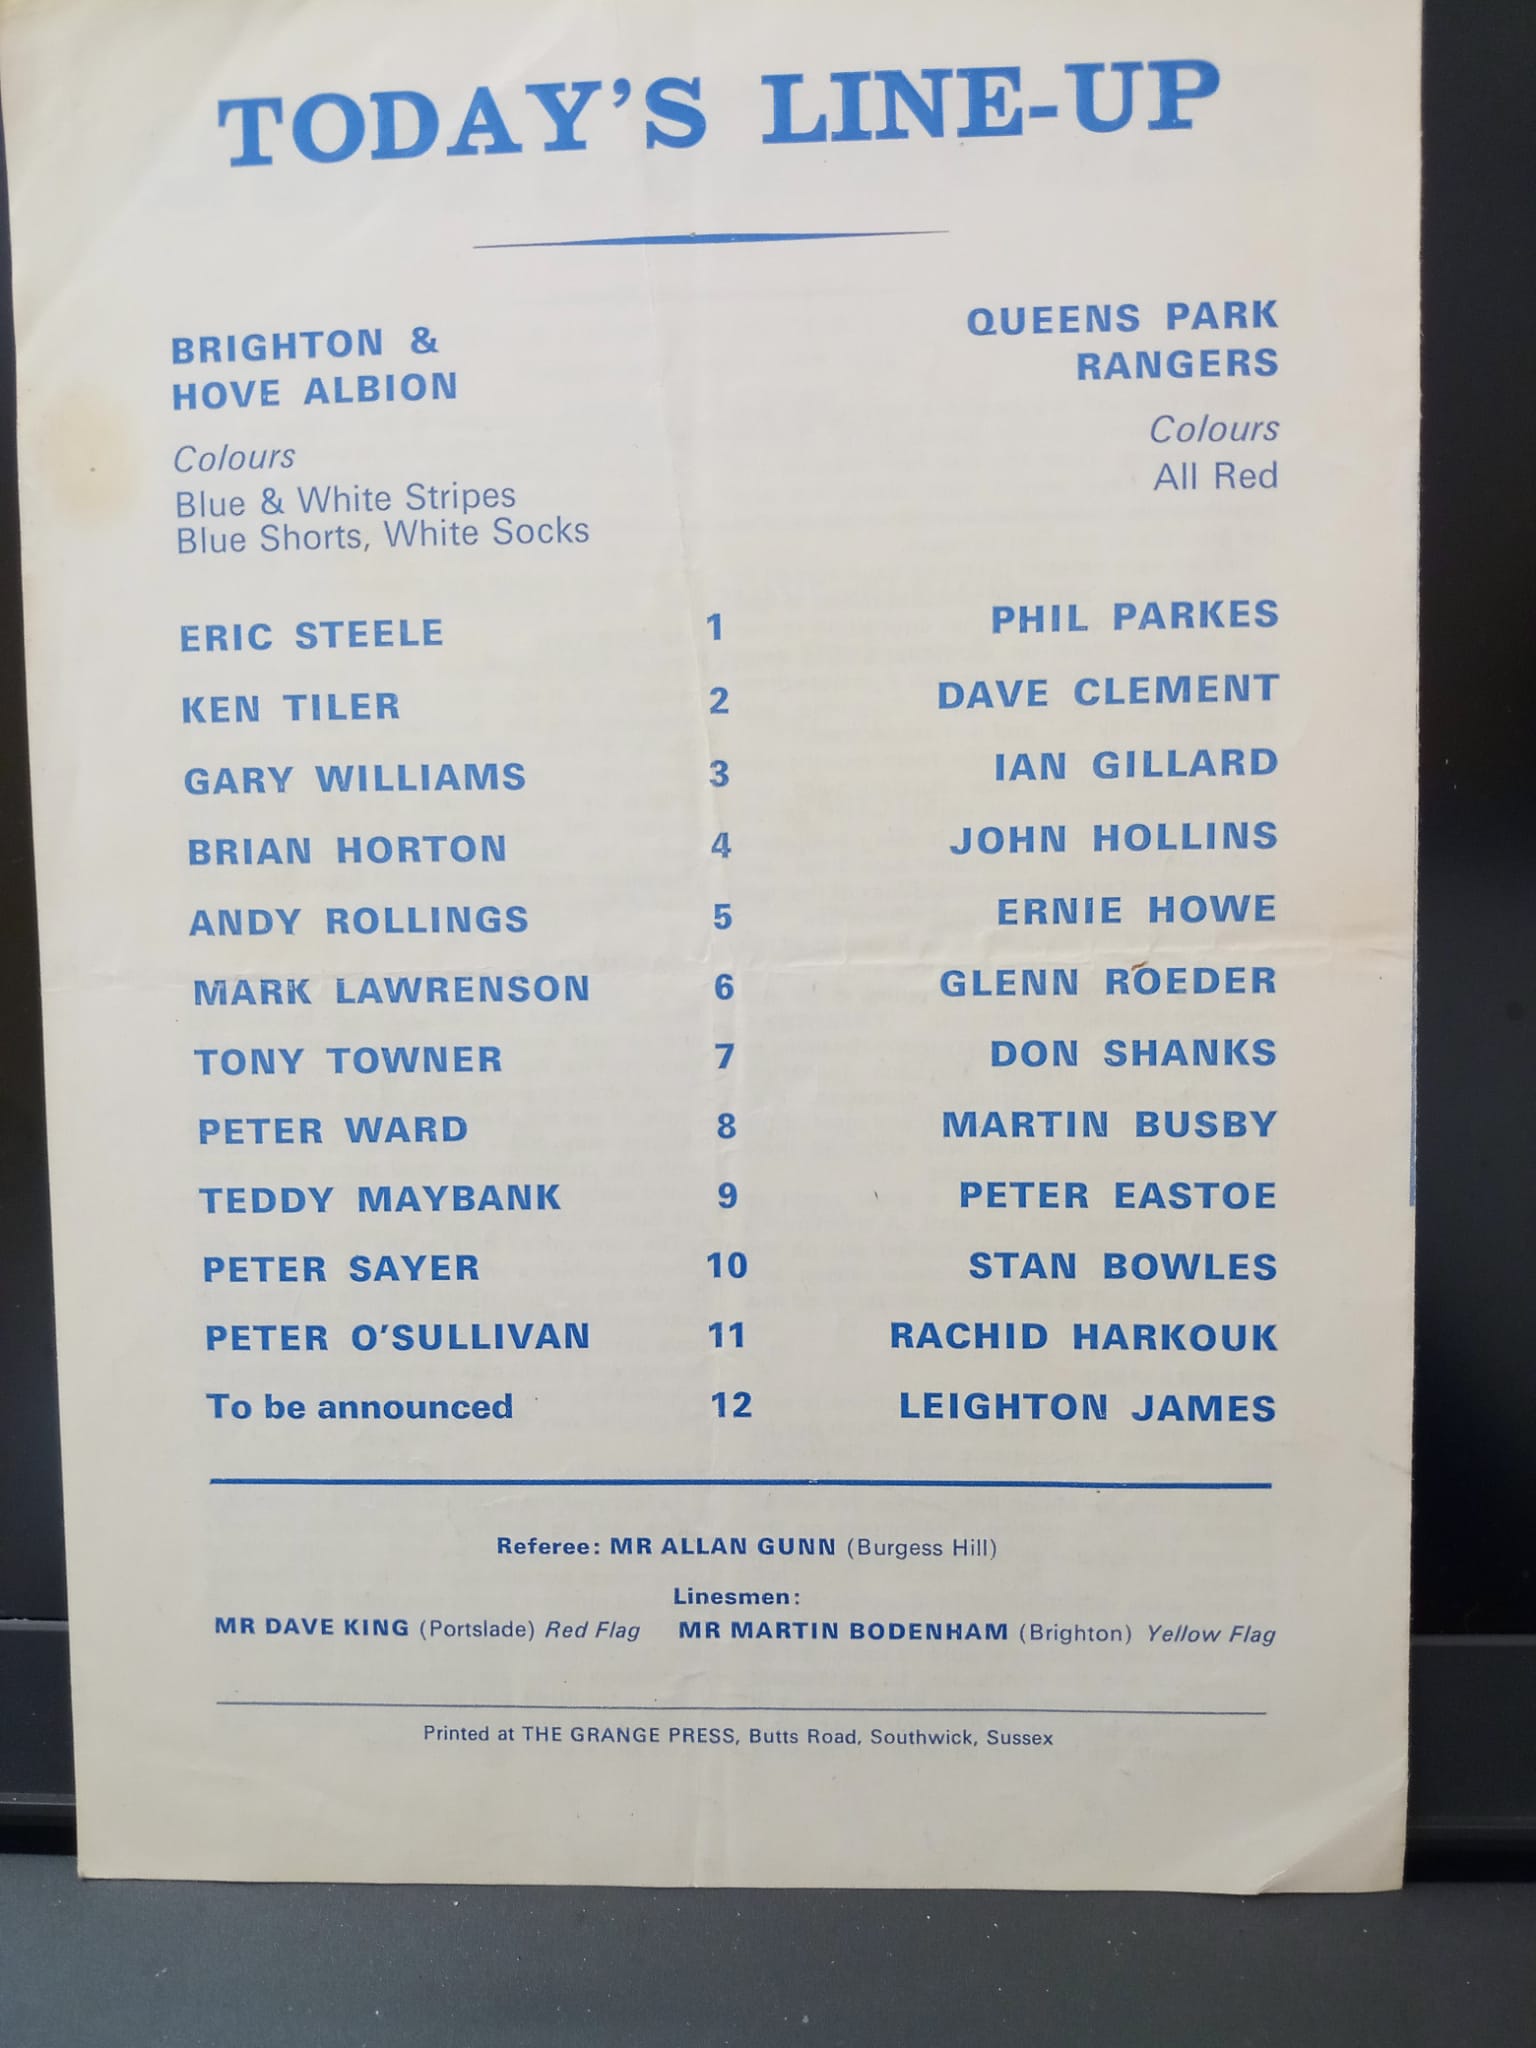 TODAY'S LINE-UP
BRIGHTON &
HOVE ALBION
Colours
Blue & White Stripes
Blue Shorts, White Socks
QUEENS PARK
RANGERS
Colours
All Red
ERIC STEELE 1 PHIL PARKES
KEN TILER 2 DAVE CLEMENT
GARY WILLIAMS 3 IAN GILLARD
BRIAN HORTON 4 JOHN HOLLINS
ANDY ROLLINGS 5 ERNIE HOWE
MARK LAWRENSON 6 GLENN ROEDER
TONY TOWNER 7 DON SHANKS
PETER WARD 8 MARTIN BUSBY
TEDDY MAYBANK 9 PETER EASTOE
PETER SAYER 10 STAN BOWLES
PETER O'SULLIVAN 11 RACHID HARKOUK
To be announced 12 LEIGHTON JAMES
Referee: MR ALLAN GUNN (Burgess Hill)
Linesmen:
MR DAVE KING (Portslade) Red Flag MR MARTIN BODENHAM (Brighton) Yellow Flag
Printed at THE GRANGE PRESS, Butts Road, Southwick, Sussex